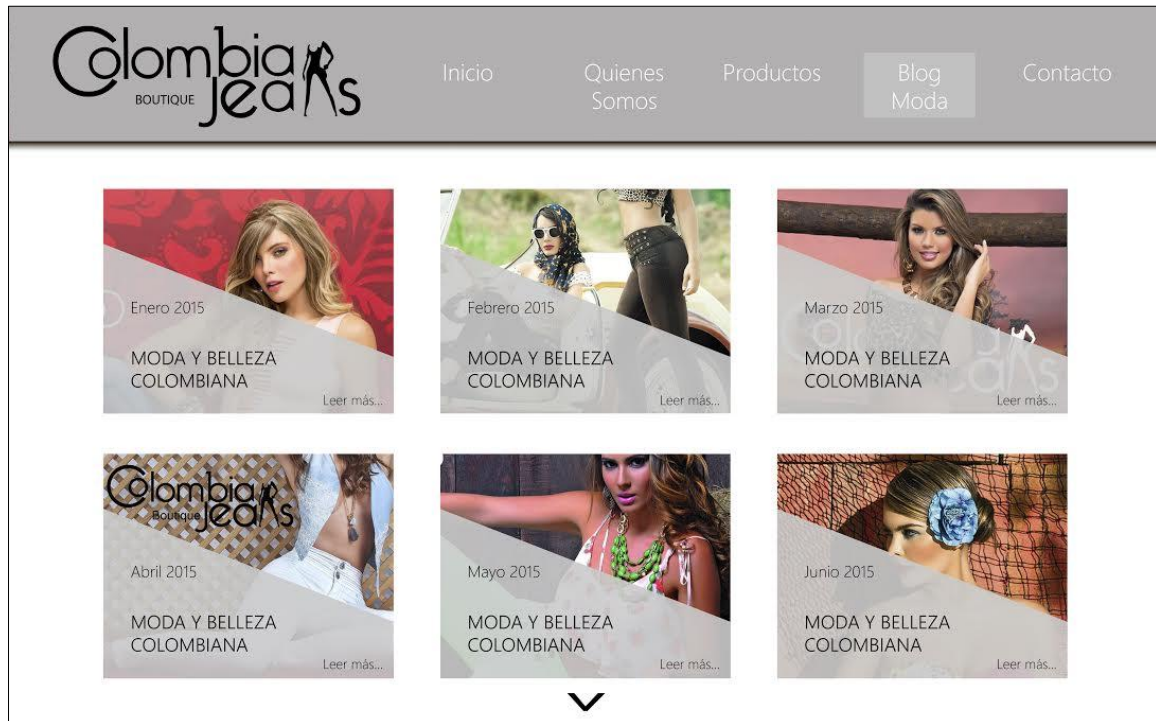 Colombia
BOUTIQUE Jeans
Inicio
Quienes
Somos
Productos
Blog
Moda
Contacto
Enero 2015
MODA Y BELLEZA
COLOMBIANA
Leer más...
Febrero 2015
MODA Y BELLEZA
COLOMBIANA
Leer más...
Marzo 2015
MODA Y BELLEZA
COLOMBIANA
Leer más...
Colombia
Boutique Jeans
Abril 2015
MODA Y BELLEZA
COLOMBIANA
Leer más...
Mayo 2015
MODA Y BELLEZA
COLOMBIANA
Leer más...
Junio 2015
MODA Y BELLEZA
COLOMBIANA
Leer más...